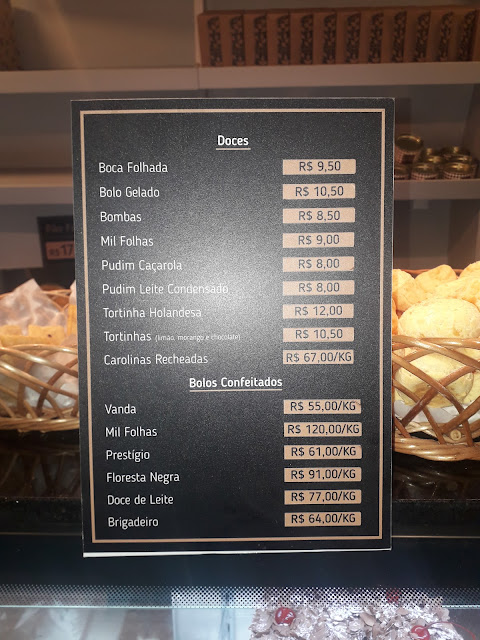 Doces
Boca Folhada R$ 9,50
Bolo Gelado R$ 10,50
Bombas R$ 8,50
Mil Folhas R$ 9,00
Pudim Caçarola R$ 8,00
Pudim Leite Condensado R$ 8,00
Tortinha Holandesa R$ 12,00
Tortinhas (limão, morango e chocolate) R$ 10,50
Carolinas Recheadas R$ 67,00/KG
Bolos Confeitados
Vanda R$ 55,00/KG
Mil Folhas R$ 120,00/KG
Prestígio R$ 61,00/KG
Floresta Negra R$ 91,00/KG
Doce de Leite R$ 77,00/KG
Brigadeiro R$ 64,00/KG